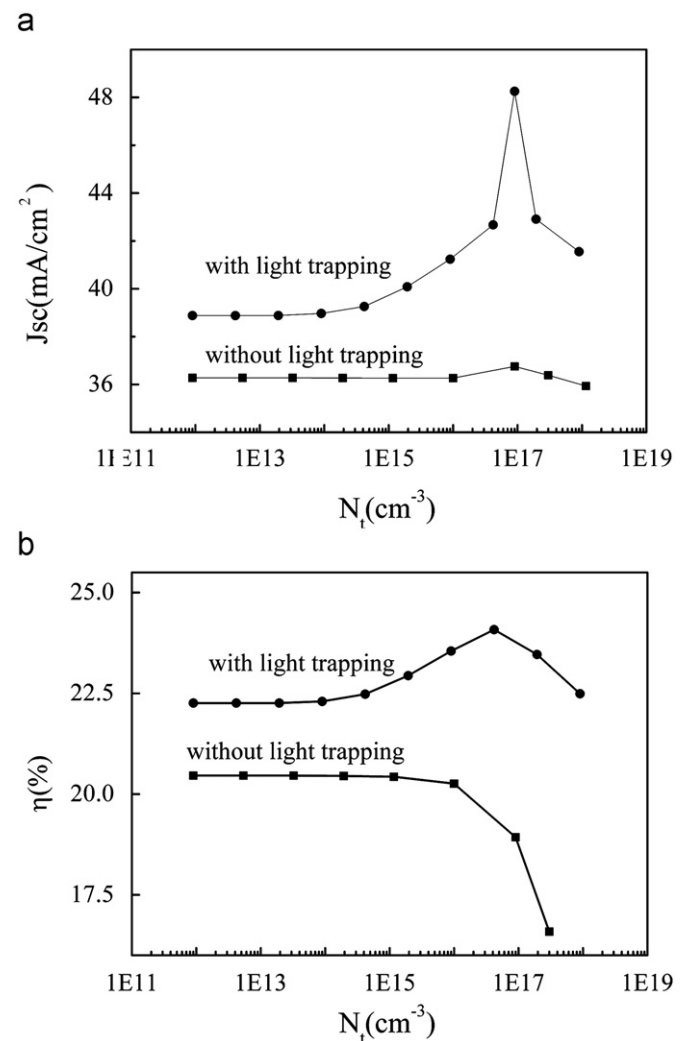 a
48
44
40
36
Jsc(mA/cm²)
with light trapping
without light trapping
1E11 1E13 1E15 1E17 1E19
Nₜ(cm⁻³)
b
25.0
22.5
20.0
17.5
η(%)
with light trapping
without light trapping
1E11 1E13 1E15 1E17 1E19
Nₜ(cm⁻³)